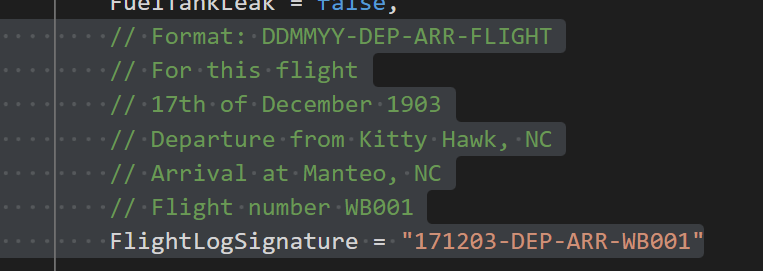 FuelTankLeak = false,
// Format: DDMMYY-DEP-ARR-FLIGHT
// For this flight
// 17th of December 1903
// Departure from Kitty Hawk, NC
// Arrival at Manteo, NC
// Flight number WB001
FlightLogSignature = "171203-DEP-ARR-WB001"